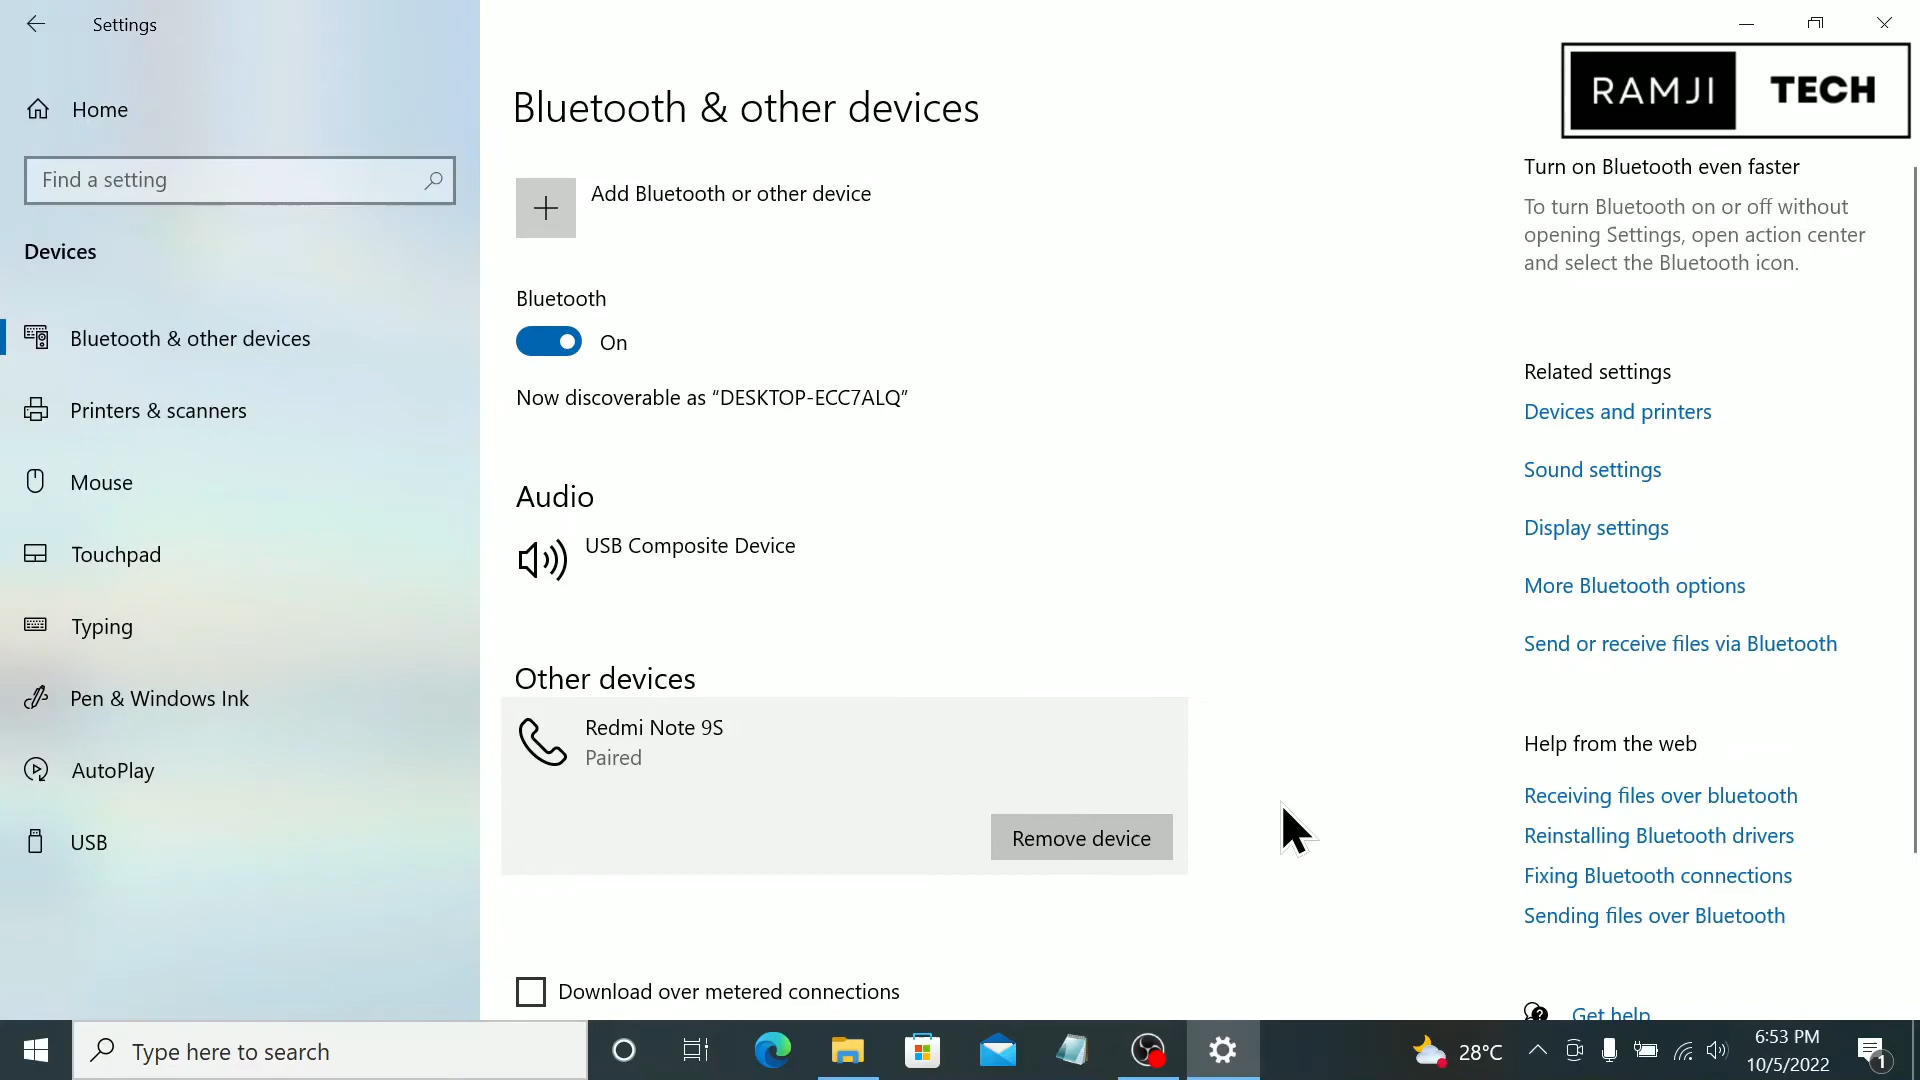 Settings
Home
Find a setting
Devices
Bluetooth & other devices
Printers & scanners
Mouse
Touchpad
Typing
Pen & Windows Ink
AutoPlay
USB
Bluetooth & other devices
Add Bluetooth or other device
Bluetooth
On
Now discoverable as “DESKTOP-ECC7ALQ”
Audio
USB Composite Device
Other devices
Redmi Note 9S
Paired
Remove device
Download over metered connections
RAMJI TECH
Turn on Bluetooth even faster
To turn Bluetooth on or off without
opening Settings, open action center
and select the Bluetooth icon.
Related settings
Devices and printers
Sound settings
Display settings
More Bluetooth options
Send or receive files via Bluetooth
Help from the web
Receiving files over bluetooth
Reinstalling Bluetooth drivers
Fixing Bluetooth connections
Sending files over Bluetooth
Get help
Type here to search
28°C
6:53 PM
10/5/2022
1